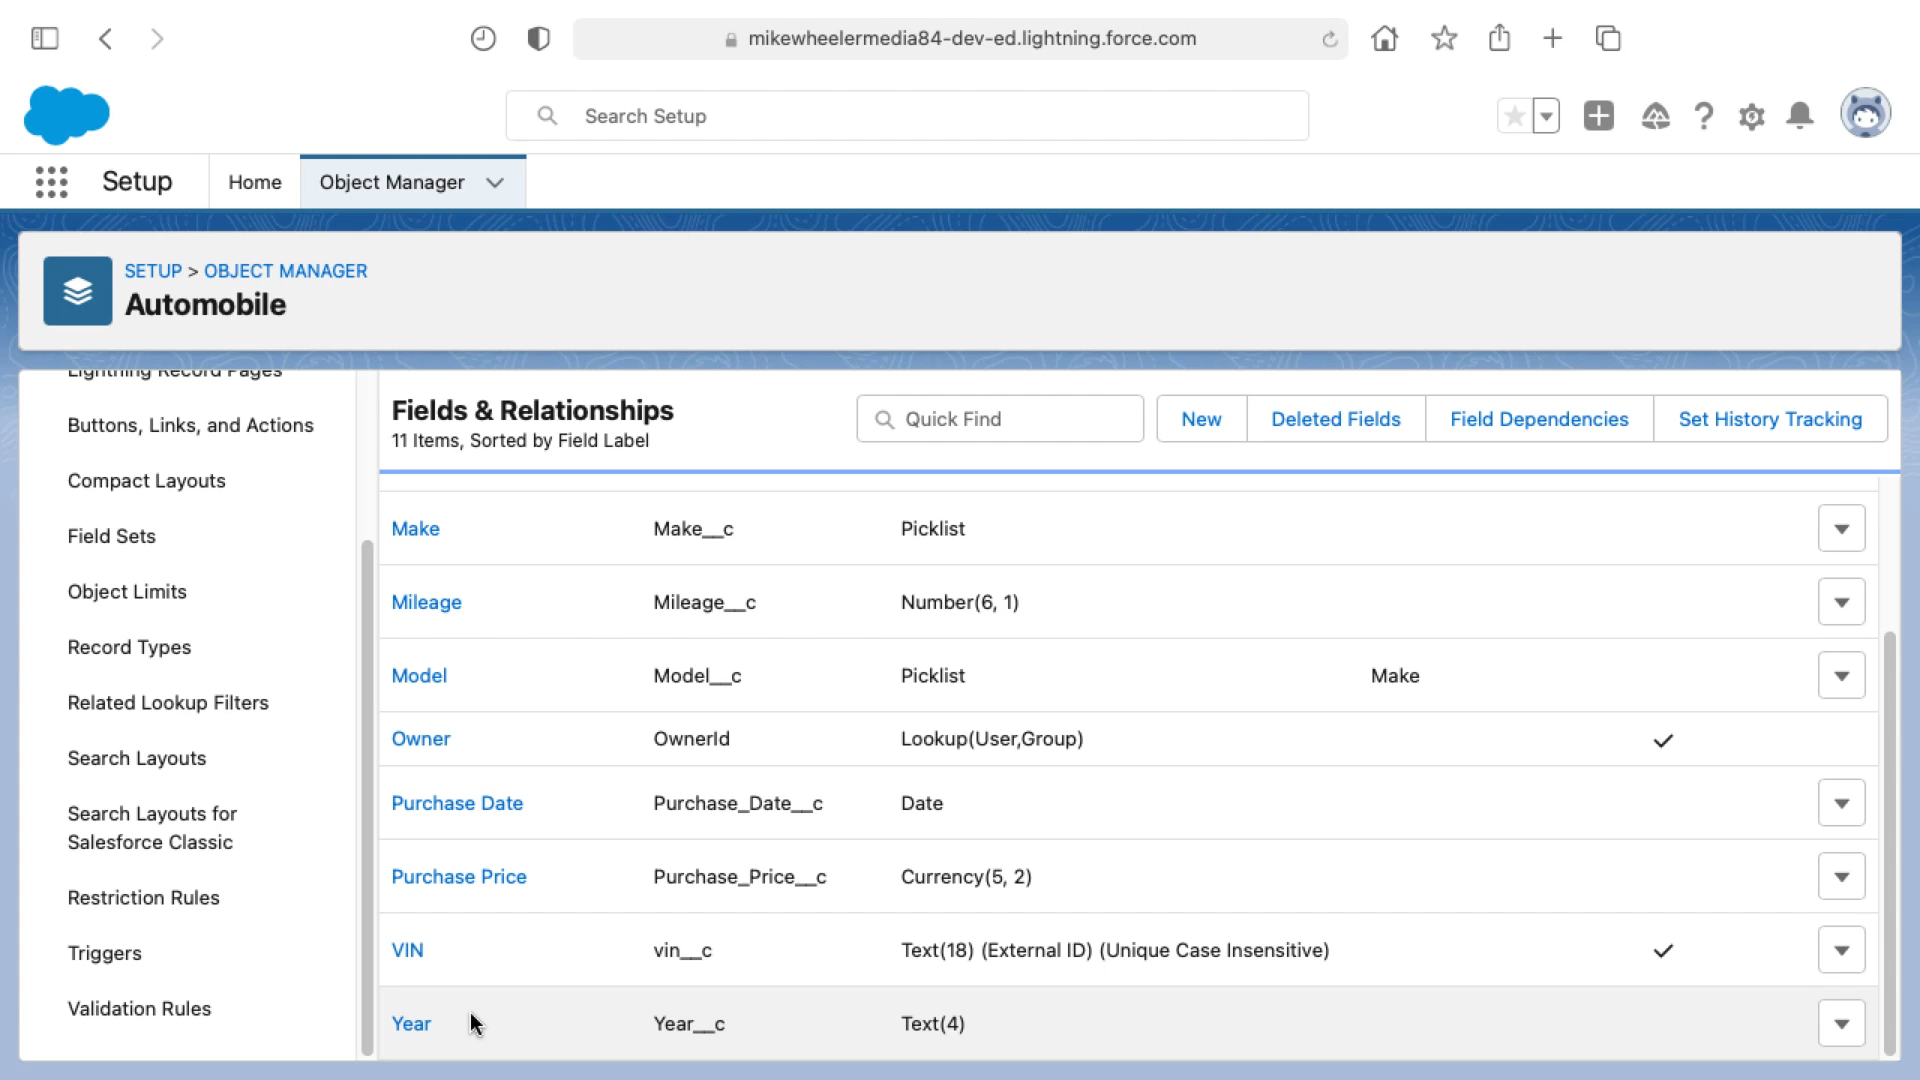 mikewheelermedia84-dev-ed.lightning.force.com
Search Setup
Setup
Home
Object Manager
SETUP > OBJECT MANAGER
Automobile
Lightning Record Pages
Buttons, Links, and Actions
Compact Layouts
Field Sets
Object Limits
Record Types
Related Lookup Filters
Search Layouts
Search Layouts for
Salesforce Classic
Restriction Rules
Triggers
Validation Rules
Fields & Relationships
11 Items, Sorted by Field Label
Quick Find
New
Deleted Fields
Field Dependencies
Set History Tracking
Make Make__c Picklist
Mileage Mileage__c Number(6, 1)
Model Model__c Picklist Make
Owner OwnerId Lookup(User,Group)
Purchase Date Purchase_Date__c Date
Purchase Price Purchase_Price__c Currency(5, 2)
VIN vin__c Text(18) (External ID) (Unique Case Insensitive)
Year Year__c Text(4)